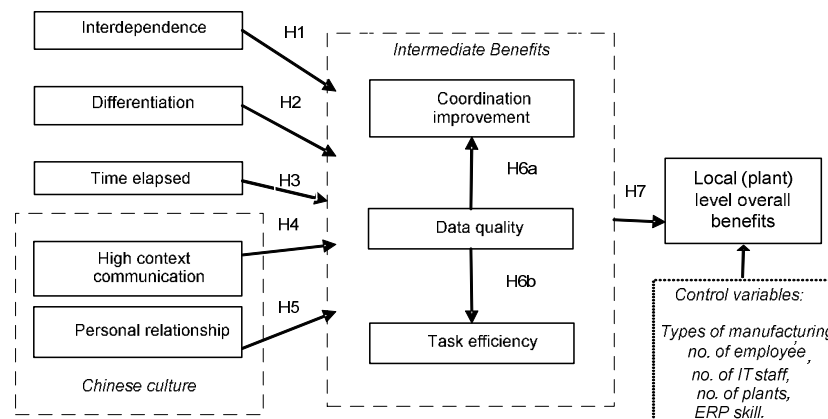 Interdependence
H1
Differentiation
H2
Time elapsed
H3
H4
High context
communication
Personal relationship
H5
Chinese culture
Intermediate Benefits
Coordination
improvement
H6a
Data quality
H6b
Task efficiency
H7
Local (plant)
level overall
benefits
Control variables:
Types of manufacturing,
no. of employee,
no. of IT staff,
no. of plants,
ERP skill.